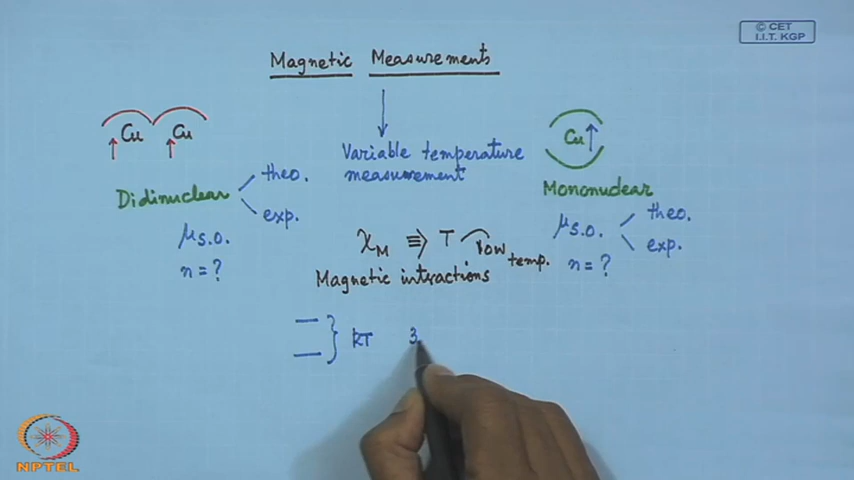 © CET
I.I.T. KGP
Magnetic Measurements
Cu Cu
Cu
Variable temperature
measurement
Didinuclear
theo.
exp.
Mononuclear
μS.O.
theo.
exp.
n = ?
μS.O.
n = ?
χM ≡> T low
temp.
Magnetic intractions
kT 3
NPTEL